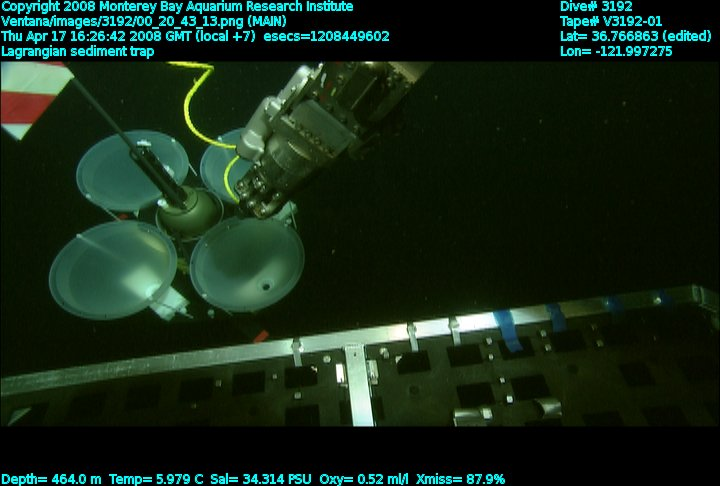 Copyright 2008 Monterey Bay Aquarium Research Institute
Ventana/images/3192/00_20_43_13.png (MAIN)
Thu Apr 17 16:26:42 2008 GMT (local +7) esecs=1208449602
Lagrangian sediment trap
Dive# 3192
Tape# V3192-01
Lat= 36.766863 (edited)
Lon= -121.997275
Depth= 464.0 m Temp= 5.979 C Sal= 34.314 PSU Oxy= 0.52 ml/l Xmiss= 87.9%